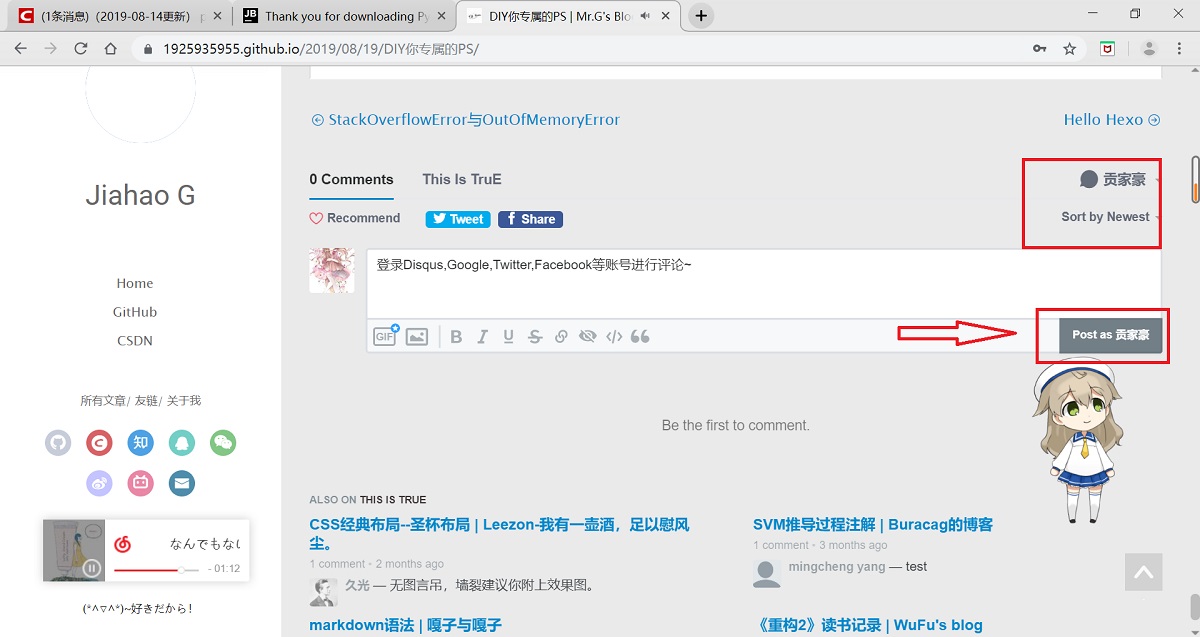 (1条消息) (2019-08-14更新)
Thank you for downloading Py
DIY你专属的PS | Mr.G's Blo
1925935955.github.io/2019/08/19/DIY你专属的PS/
StackOverflowError与OutOfMemoryError
Hello Hexo
Jiahao G
Home
GitHub
CSDN
所有文章/ 友链/ 关于我
知
なんでもな
- 01:12
(*^▽^*)~好きだから!
0 Comments
This Is TruE
贡家豪
Recommend
Tweet
Share
Sort by Newest
登录Disqus,Google,Twitter,Facebook等账号进行评论~
GIF
B I U S </>
Post as 贡家豪
Be the first to comment.
ALSO ON THIS IS TRUE
CSS经典布局--圣杯布局 | Leezon-我有一壶酒，足以慰风
尘。
1 comment • 2 months ago
久光 — 无图言吊，墙裂建议你附上效果图。
markdown语法 | 嘎子与嘎子
SVM推导过程注解 | Buracag的博客
1 comment • 3 months ago
mingcheng yang — test
《重构2》读书记录 | WuFu's blog